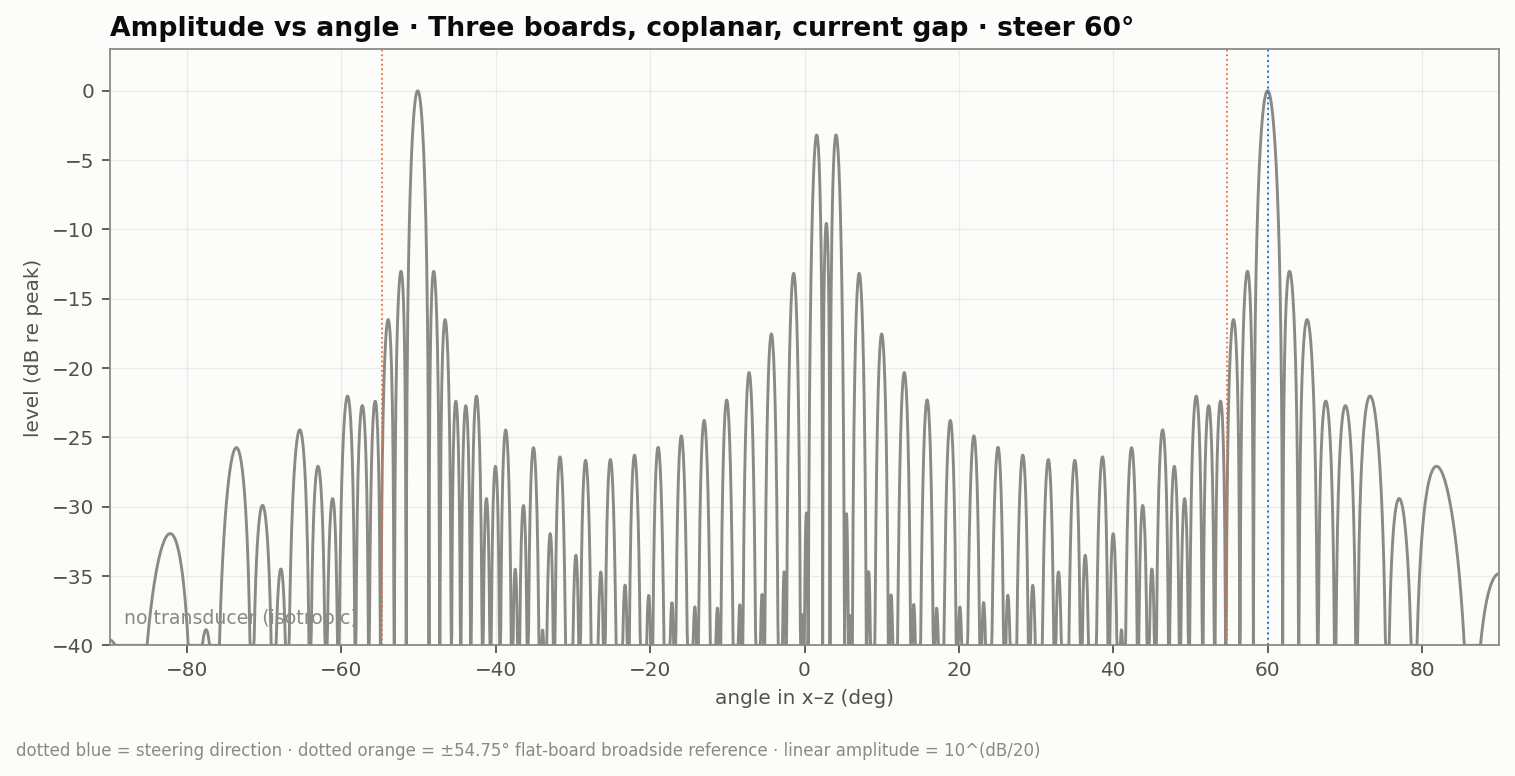 Amplitude vs angle · Three boards, coplanar, current gap · steer 60°
level (dB re peak)
0
−5
−10
−15
−20
−25
−30
−35
−40
no transducer (isotropic)
−80 −60 −40 −20 0 20 40 60 80
angle in x–z (deg)
dotted blue = steering direction · dotted orange = ±54.75° flat-board broadside reference · linear amplitude = 10^(dB/20)